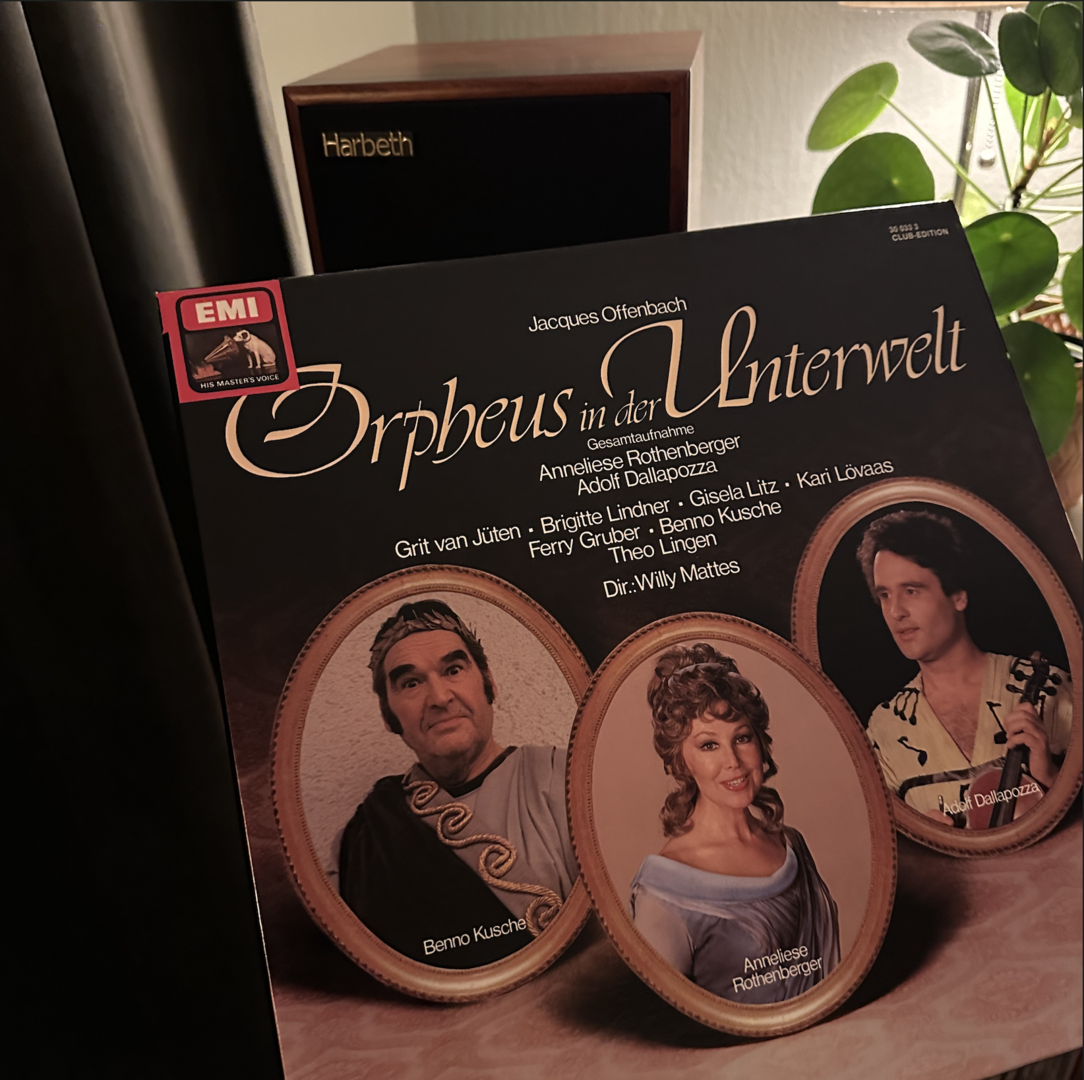 Harbeth
36 033 3
CLUB-EDITION
EMI
HIS MASTER'S VOICE
Jacques Offenbach
Orpheus in der Unterwelt
Gesamtaufnahme
Anneliese Rothenberger
Adolf Dallapozza
Grit van Jüten · Brigitte Lindner · Gisela Litz · Kari Lövaas
Ferry Gruber · Benno Kusche
Theo Lingen
Dir.: Willy Mattes
Adolf Dallapozza
Benno Kusche
Anneliese
Rothenberger